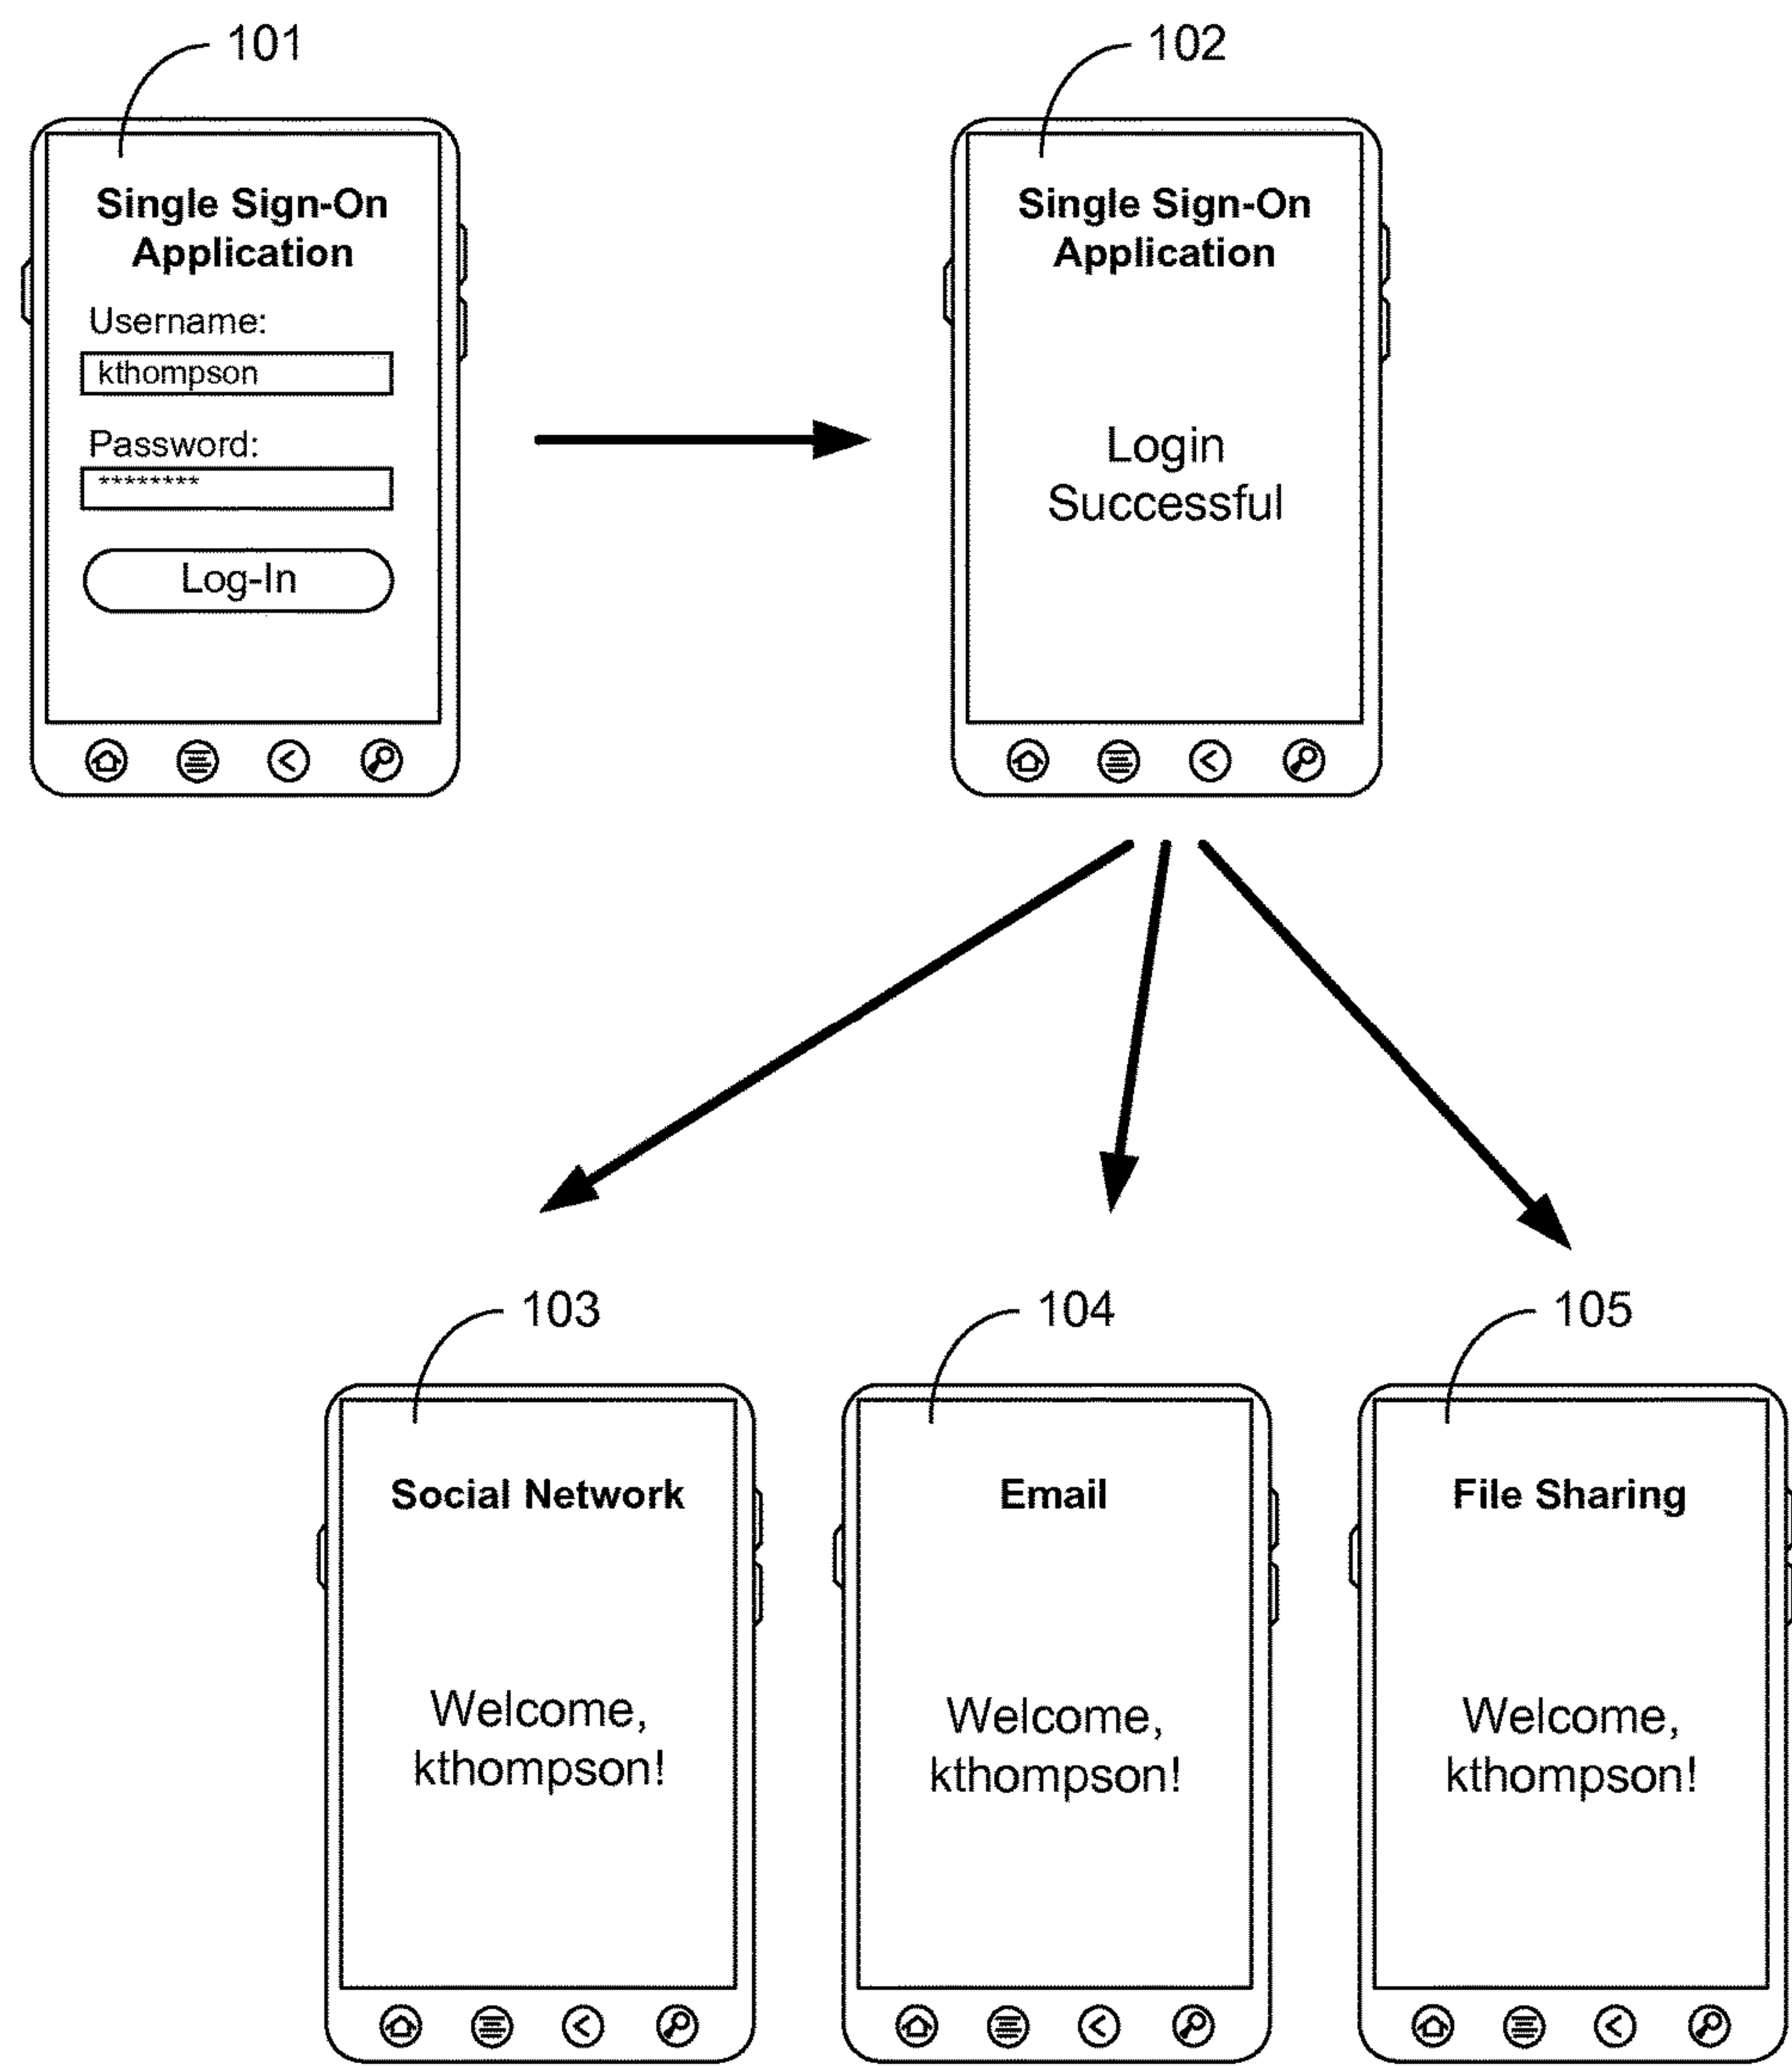 101
Single Sign-On
Application
Username:
kthompson
Password:
********
Log-In
102
Single Sign-On
Application
Login
Successful
103
Social Network
Welcome,
kthompson!
104
Email
Welcome,
kthompson!
105
File Sharing
Welcome,
kthompson!